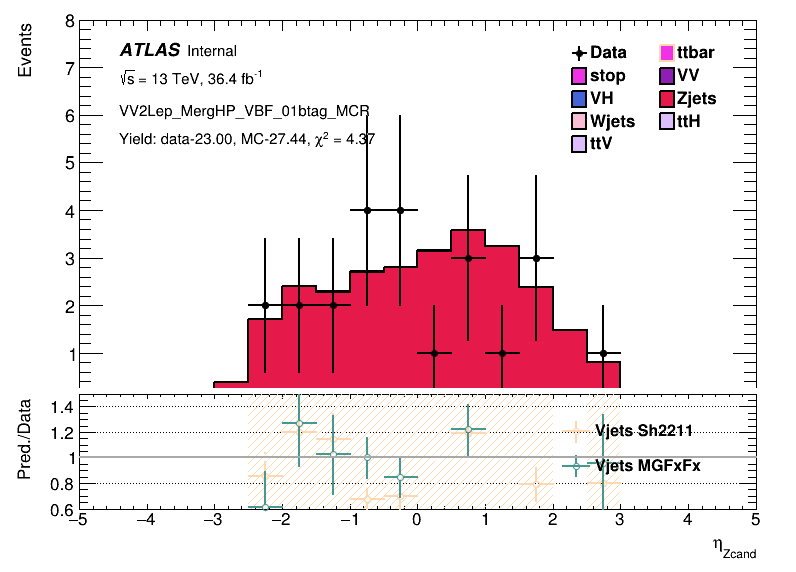 Events
8
7
6
5
4
3
2
1
ATLAS Internal
√s = 13 TeV, 36.4 fb⁻¹
VV2Lep_MergHP_VBF_01btag_MCR
Yield: data-23.00, MC-27.44, χ² = 4.37
Data
ttbar
stop
VV
VH
Zjets
Wjets
ttH
ttV
Pred./Data
1.4
1.2
1
0.8
0.6
Vjets Sh2211
Vjets MGFxFx
−5 −4 −3 −2 −1 0 1 2 3 4 5
η_Zcand